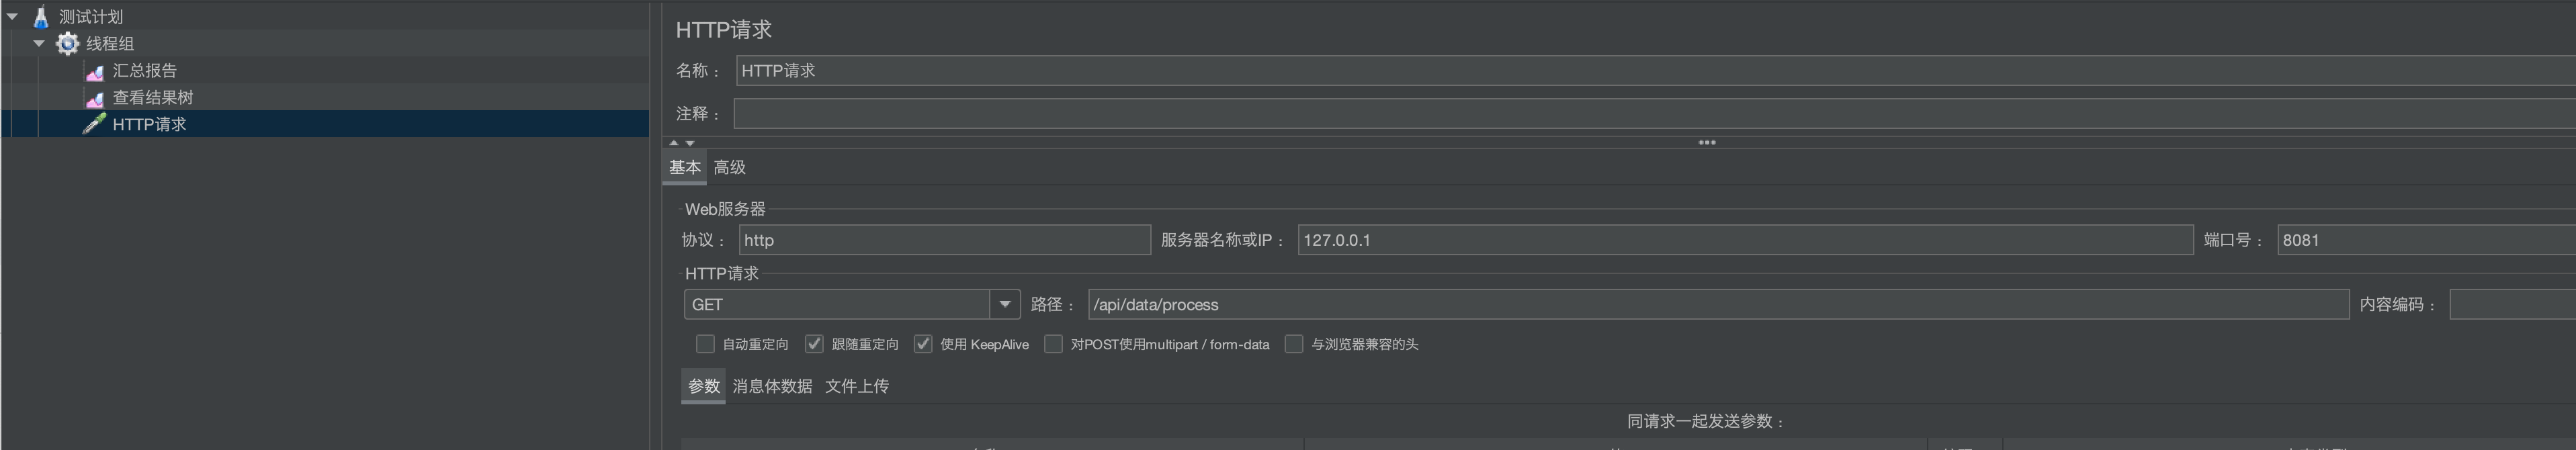 测试计划
线程组
汇总报告
查看结果树
HTTP请求
HTTP请求
名称： HTTP请求
注释：
基本 高级
Web服务器
协议： http 服务器名称或IP： 127.0.0.1 端口号： 8081
HTTP请求
GET 路径： /api/data/process 内容编码：
自动重定向 跟随重定向 使用 KeepAlive 对POST使用multipart / form-data 与浏览器兼容的头
参数 消息体数据 文件上传
同请求一起发送参数：